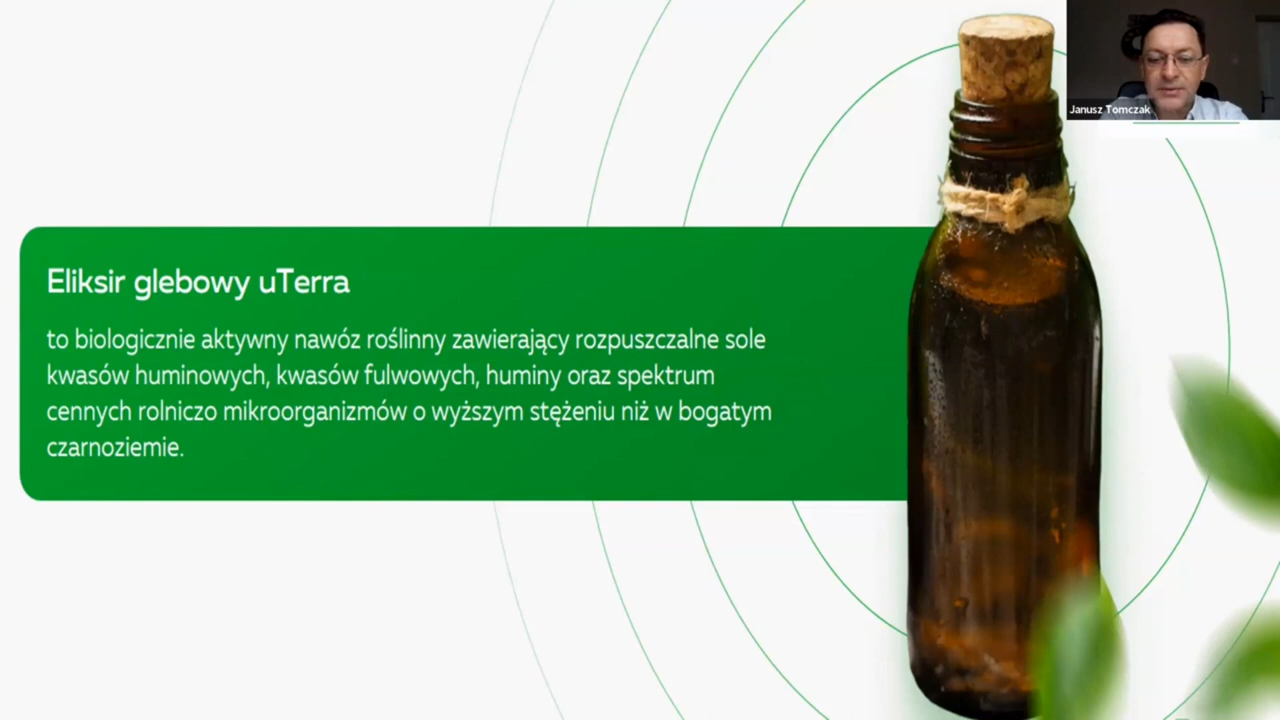 Janusz Tomczak
Eliksir glebowy uTerra
to biologicznie aktywny nawóz roślinny zawierający rozpuszczalne sole
kwasów huminowych, kwasów fulwowych, huminy oraz spektrum
cennych rolniczo mikroorganizmów o wyższym stężeniu niż w bogatym
czarnoziemie.